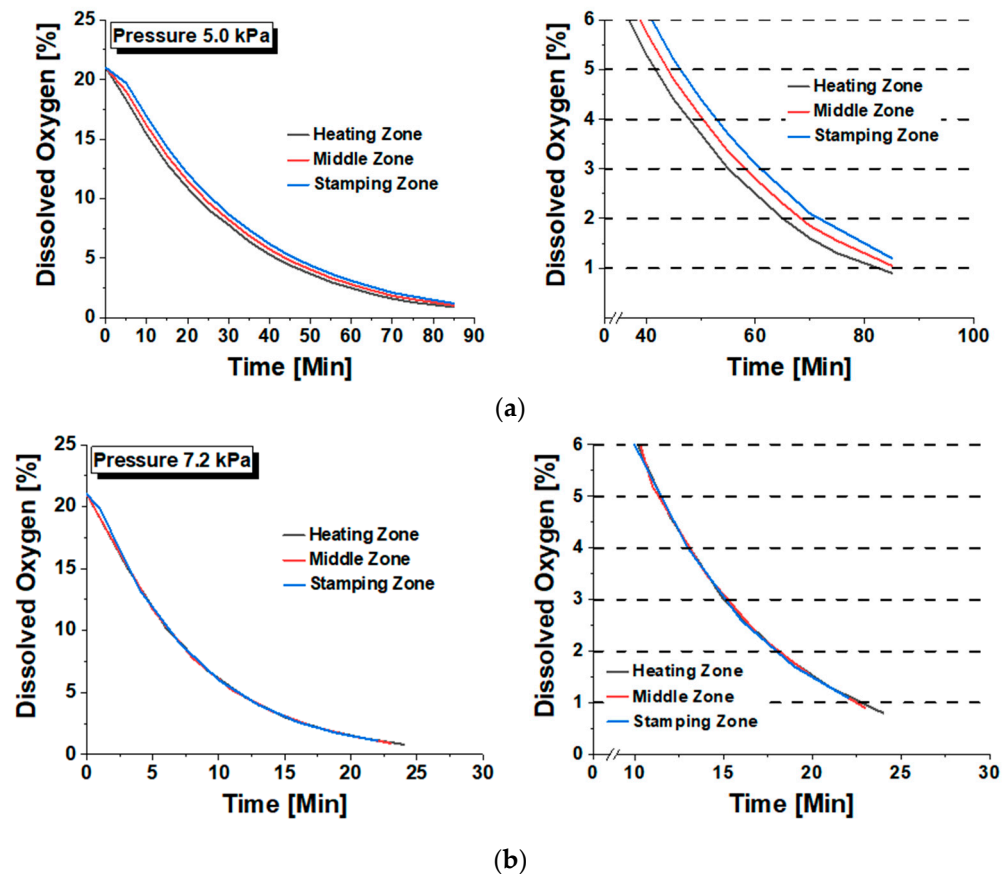 Pressure 5.0 kPa
Dissolved Oxygen [%]
25
20
15
10
5
0
Heating Zone
Middle Zone
Stamping Zone
0 10 20 30 40 50 60 70 80 90
Time [Min]
Dissolved Oxygen [%]
6
5
4
3
2
1
Heating Zone
Middle Zone
Stamping Zone
0 40 60 80 100
Time [Min]
(a)
Pressure 7.2 kPa
Dissolved Oxygen [%]
25
20
15
10
5
0
Heating Zone
Middle Zone
Stamping Zone
0 5 10 15 20 25 30
Time [Min]
Dissolved Oxygen [%]
6
5
4
3
2
1
0
Heating Zone
Middle Zone
Stamping Zone
0 10 15 20 25 30
Time [Min]
(b)